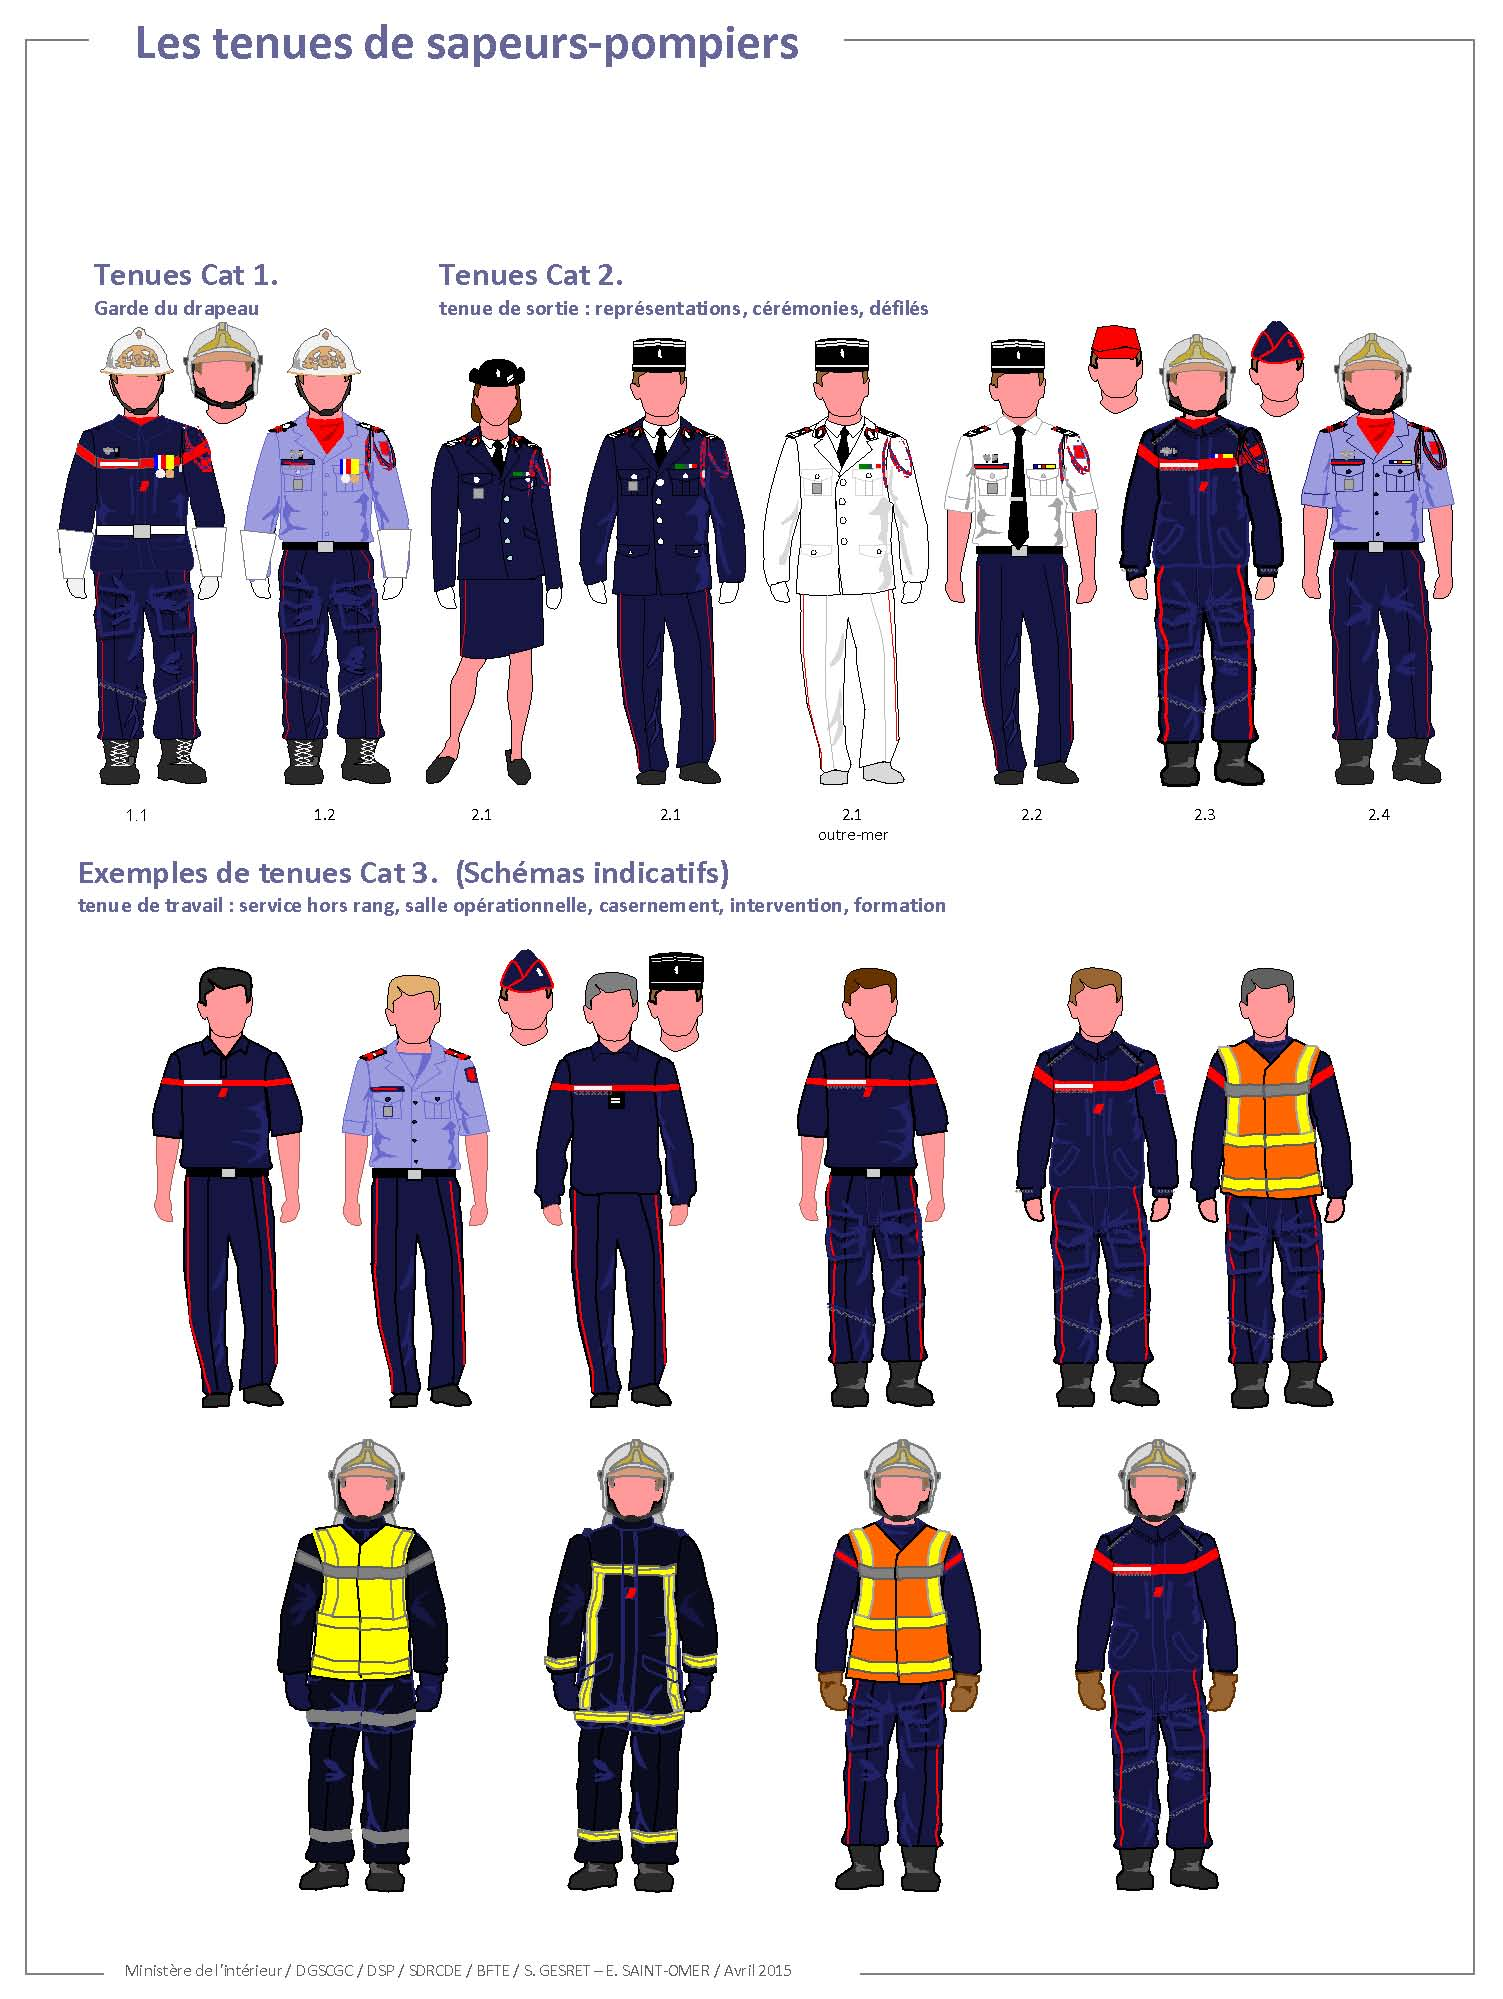 Les tenues de sapeurs-pompiers
Tenues Cat 1.
Garde du drapeau
Tenues Cat 2.
tenue de sortie : représentations, cérémonies, défilés
1.1
1.2
2.1
2.1
2.1
outre-mer
2.2
2.3
2.4
Exemples de tenues Cat 3. (Schémas indicatifs)
tenue de travail : service hors rang, salle opérationnelle, casernement, intervention, formation
Ministère de l'intérieur / DGSCGC / DSP / SDRCDE / BFTE / S. GESRET – E. SAINT-OMER / Avril 2015